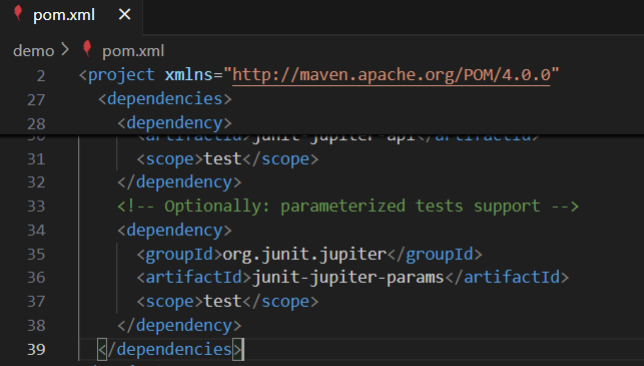 pom.xml ×
demo > pom.xml
2 <project xmlns="http://maven.apache.org/POM/4.0.0"
27 <dependencies>
28 <dependency>
30 <artifactId>junit-jupiter-api</artifactId>
31 <scope>test</scope>
32 </dependency>
33 <!-- Optionally: parameterized tests support -->
34 <dependency>
35 <groupId>org.junit.jupiter</groupId>
36 <artifactId>junit-jupiter-params</artifactId>
37 <scope>test</scope>
38 </dependency>
39 </dependencies>